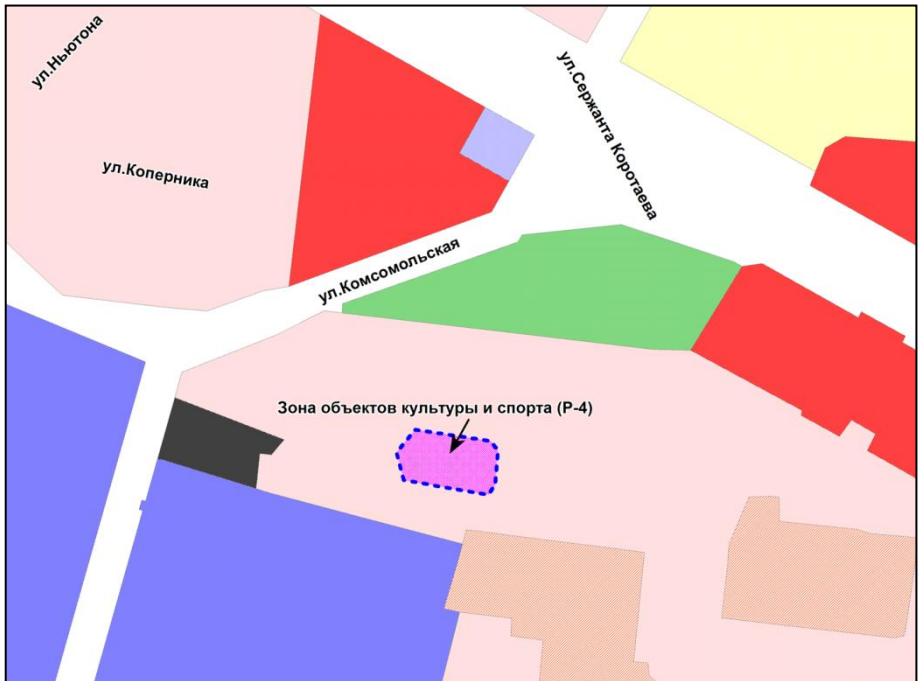 ул.Ньютона
ул.Сержанта Коротаева
ул.Коперника
ул.Комсомольская
Зона объектов культуры и спорта (Р-4)